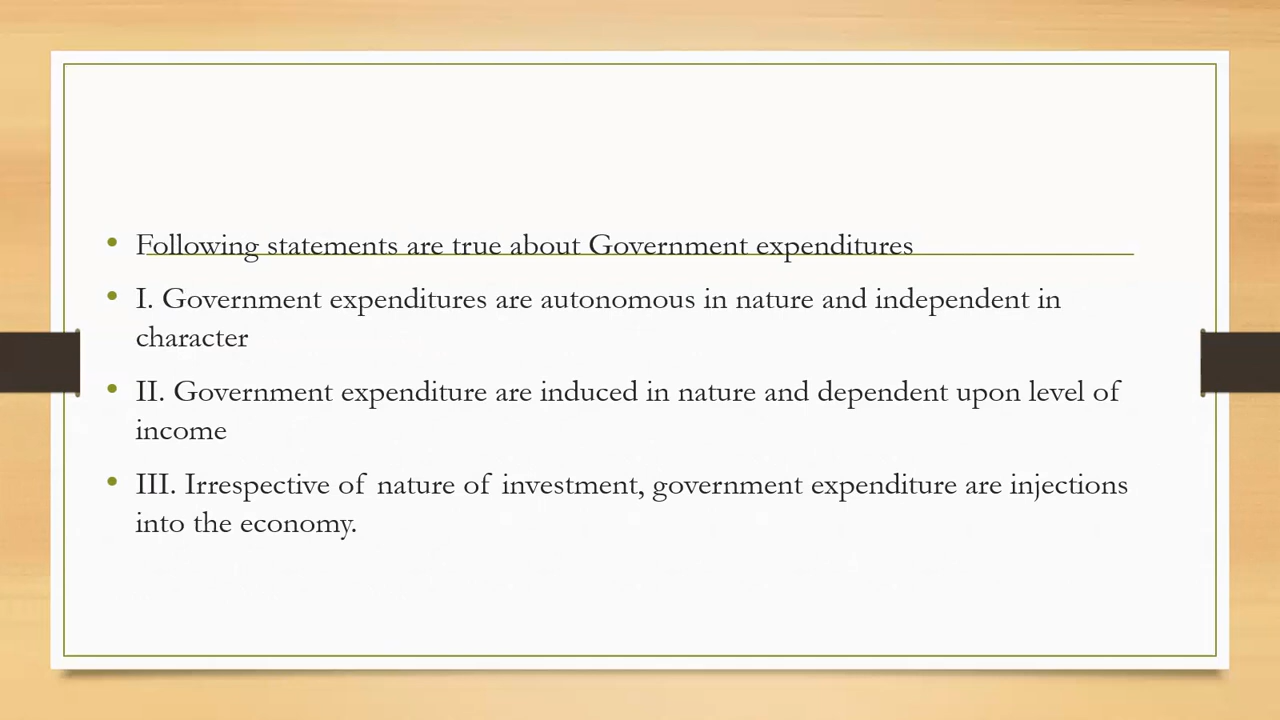 • Following statements are true about Government expenditures
• I. Government expenditures are autonomous in nature and independent in
character
• II. Government expenditure are induced in nature and dependent upon level of
income
• III. Irrespective of nature of investment, government expenditure are injections
into the economy.